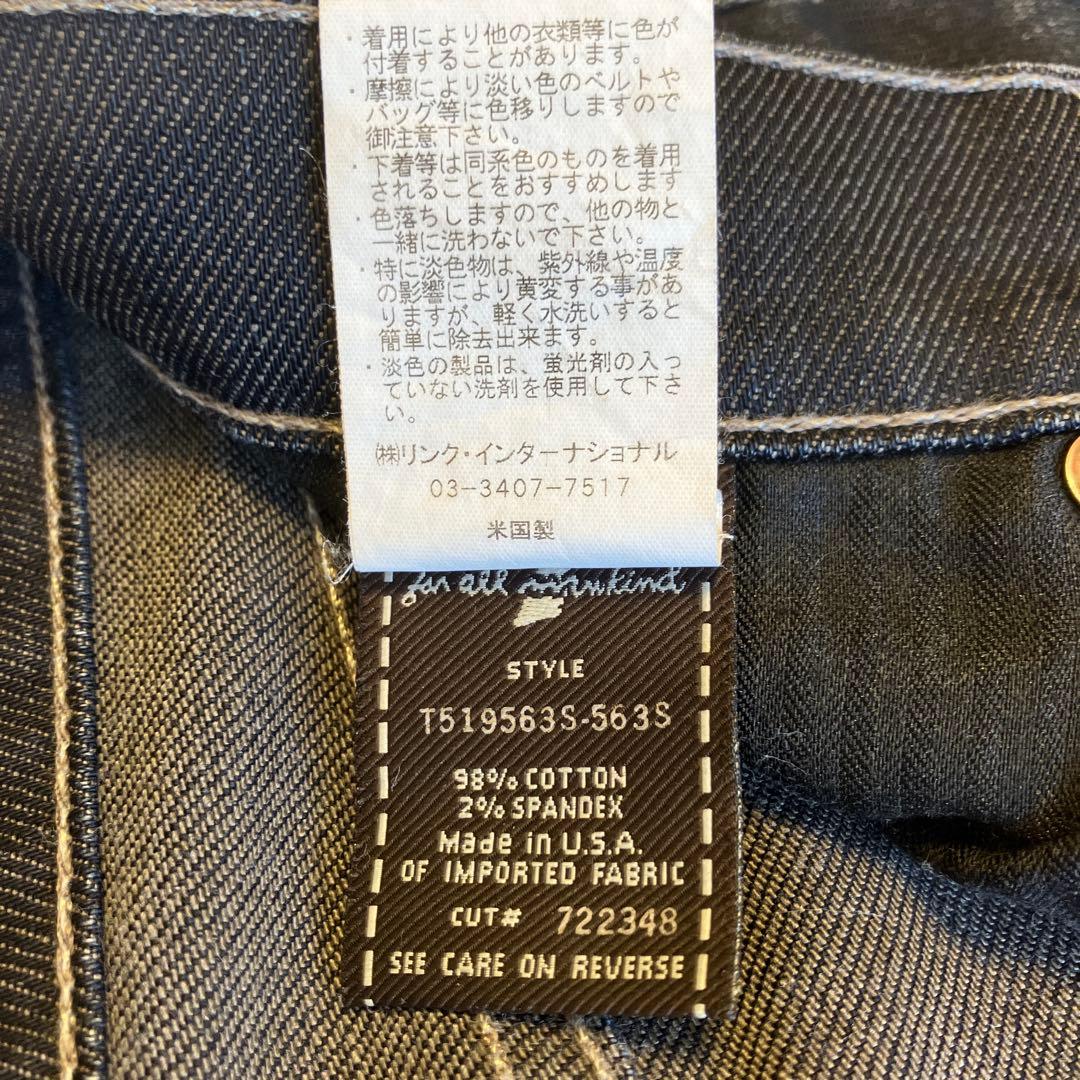 ・着用により他の衣類等に色が
付着することがあります。
・摩擦により淡い色のベルトや
バッグ等に色移りしますので
御注意下さい。
・下着等は同系色のものを着用
されることをおすすめします
・色落ちしますので、他の物と
一緒に洗わないで下さい。
・特に淡色物は、紫外線や温度
の影響により黄変する事があ
りますが、軽く水洗いすると
簡単に除去出来ます。
・淡色の製品は、蛍光剤の入っ
ていない洗剤を使用して下さ
い。
㈱リンク・インターナショナル
03-3407-7517
米国製
for all mankind
STYLE
T519563S-563S
98% COTTON
2% SPANDEX
Made in U.S.A.
OF IMPORTED FABRIC
CUT# 722348
SEE CARE ON REVERSE